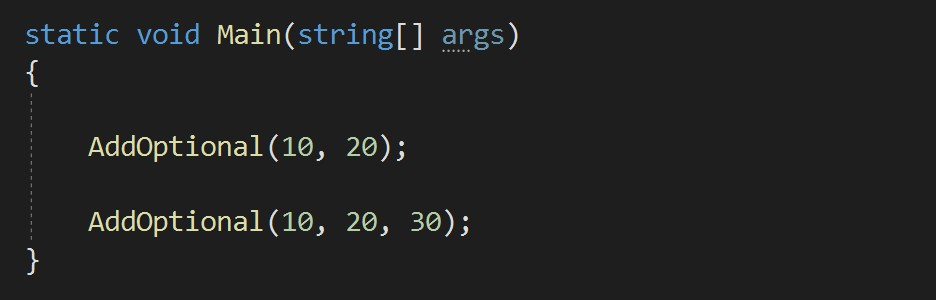 static void Main(string[] args)
{
AddOptional(10, 20);
AddOptional(10, 20, 30);
}